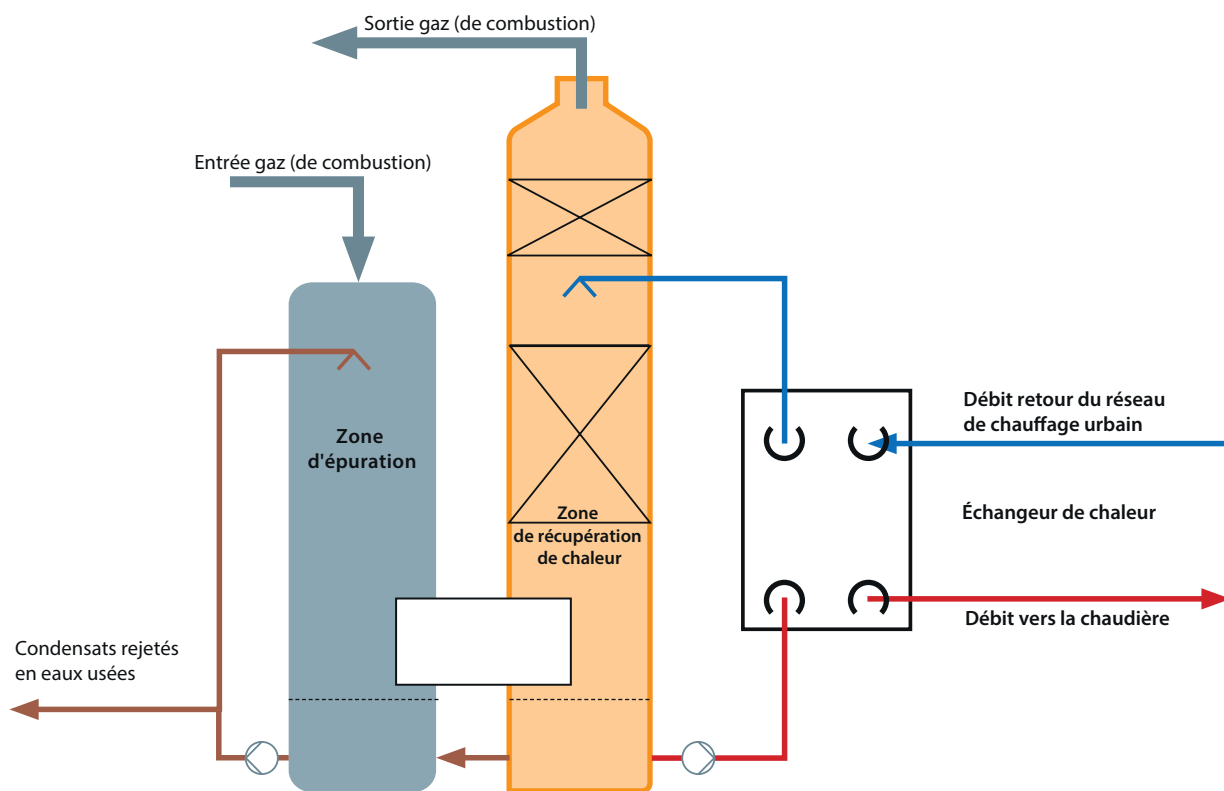 Sortie gaz (de combustion)
Entrée gaz (de combustion)
Zone
d'épuration
Zone
de récupération
de chaleur
Débit retour du réseau
de chauffage urbain
Échangeur de chaleur
Débit vers la chaudière
Condensats rejetés
en eaux usées